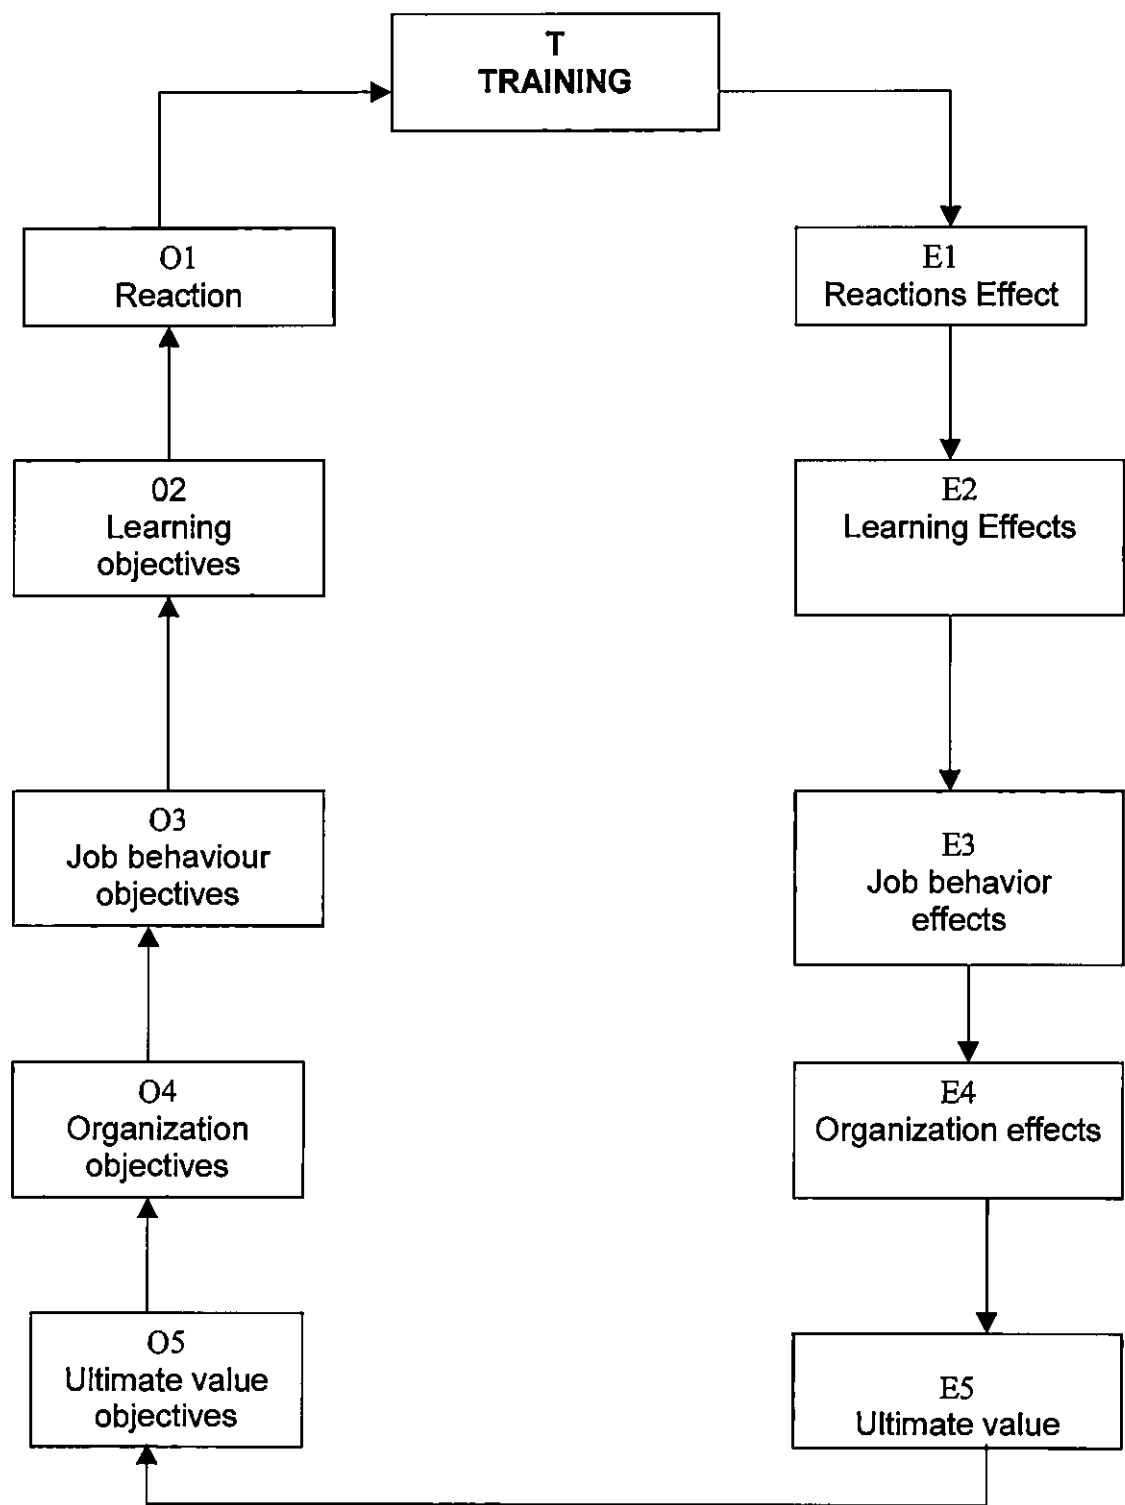 T
TRAINING
O1
Reaction
E1
Reactions Effect
02
Learning
objectives
E2
Learning Effects
O3
Job behaviour
objectives
E3
Job behavior
effects
O4
Organization
objectives
E4
Organization effects
O5
Ultimate value
objectives
E5
Ultimate value